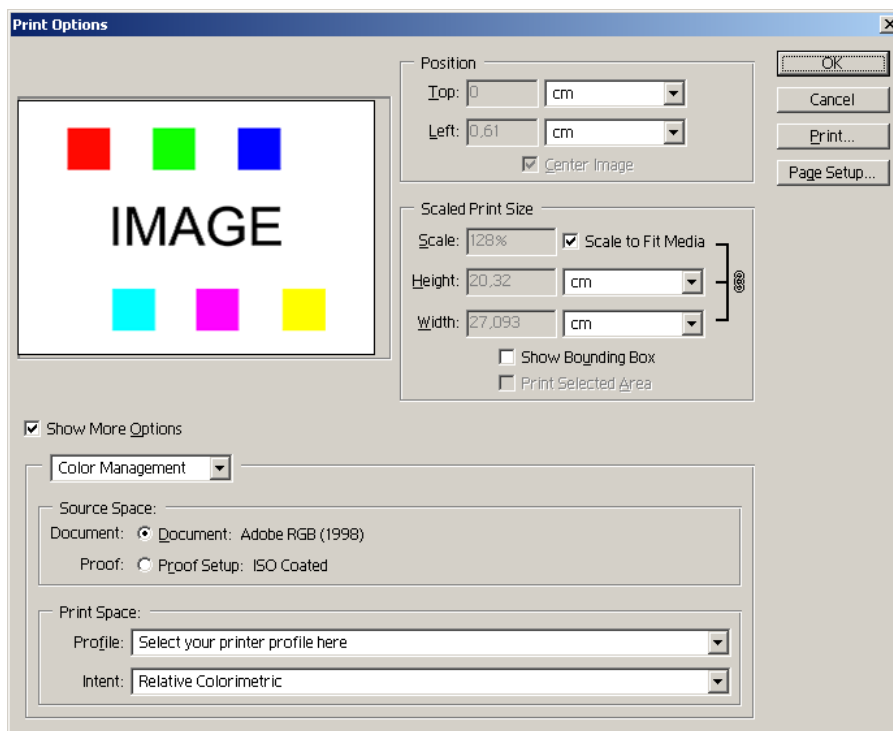 Print Options
IMAGE
Position
Top: 0 cm
Left: 0,61 cm
Center Image
Scaled Print Size
Scale: 128% Scale to Fit Media
Height: 20,32 cm
Width: 27,093 cm
Show Bounding Box
Print Selected Area
OK
Cancel
Print...
Page Setup...
Show More Options
Color Management
Source Space:
Document: Document: Adobe RGB (1998)
Proof: Proof Setup: ISO Coated
Print Space:
Profile: Select your printer profile here
Intent: Relative Colorimetric